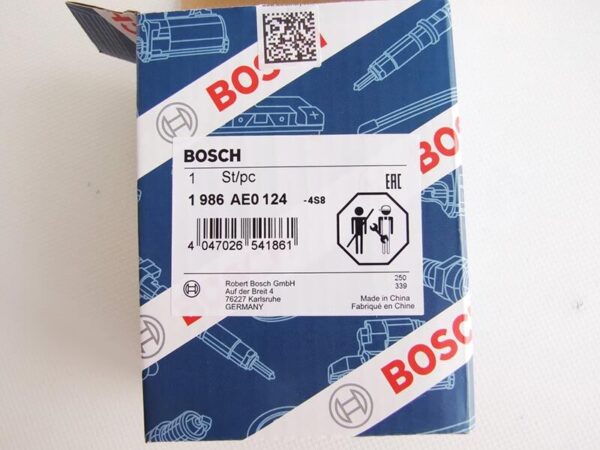 BOSCH
BOSCH
1 St/pc
1 986 AE0 124 -4S8
EAC
4 047026 541861
Robert Bosch GmbH
Auf der Breit 4
76227 Karlsruhe
GERMANY
250
339
Made in China
Fabriqué en Chine
BOSCH